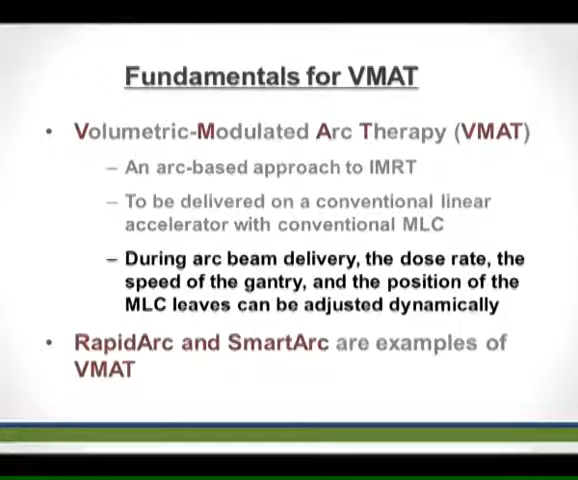 Fundamentals for VMAT
• Volumetric-Modulated Arc Therapy (VMAT)
– An arc-based approach to IMRT
– To be delivered on a conventional linear
accelerator with conventional MLC
– During arc beam delivery, the dose rate, the
speed of the gantry, and the position of the
MLC leaves can be adjusted dynamically
• RapidArc and SmartArc are examples of
VMAT